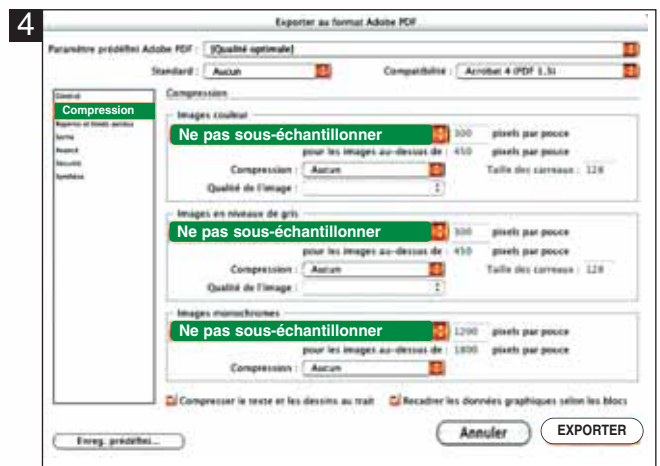 4
Exporter au format Adobe PDF
Paramètre prédéfini Adobe PDF : [Qualité optimale]
Standard : Aucun Compatibilité : Acrobat 4 (PDF 1.3)
Général
Compression
Repères et fonds perdus
Sortie
Avancé
Sécurité
Synthèse
Compression
Images couleur
Ne pas sous-échantillonner 300 pixels par pouce
pour les images au-dessus de : 450
Compression : Aucun Taille des carreaux : 128
Qualité de l'image :
Images en niveaux de gris
Ne pas sous-échantillonner 300 pixels par pouce
pour les images au-dessus de : 450
Compression : Aucun Taille des carreaux : 128
Qualité de l'image :
Images monochromes
Ne pas sous-échantillonner 1200 pixels par pouce
pour les images au-dessus de : 1800 pixels par pouce
Compression : Aucun
Compresser le texte et les dessins au trait Recadrer les données graphiques selon les blocs
Enreg. prédéfini... Annuler EXPORTER